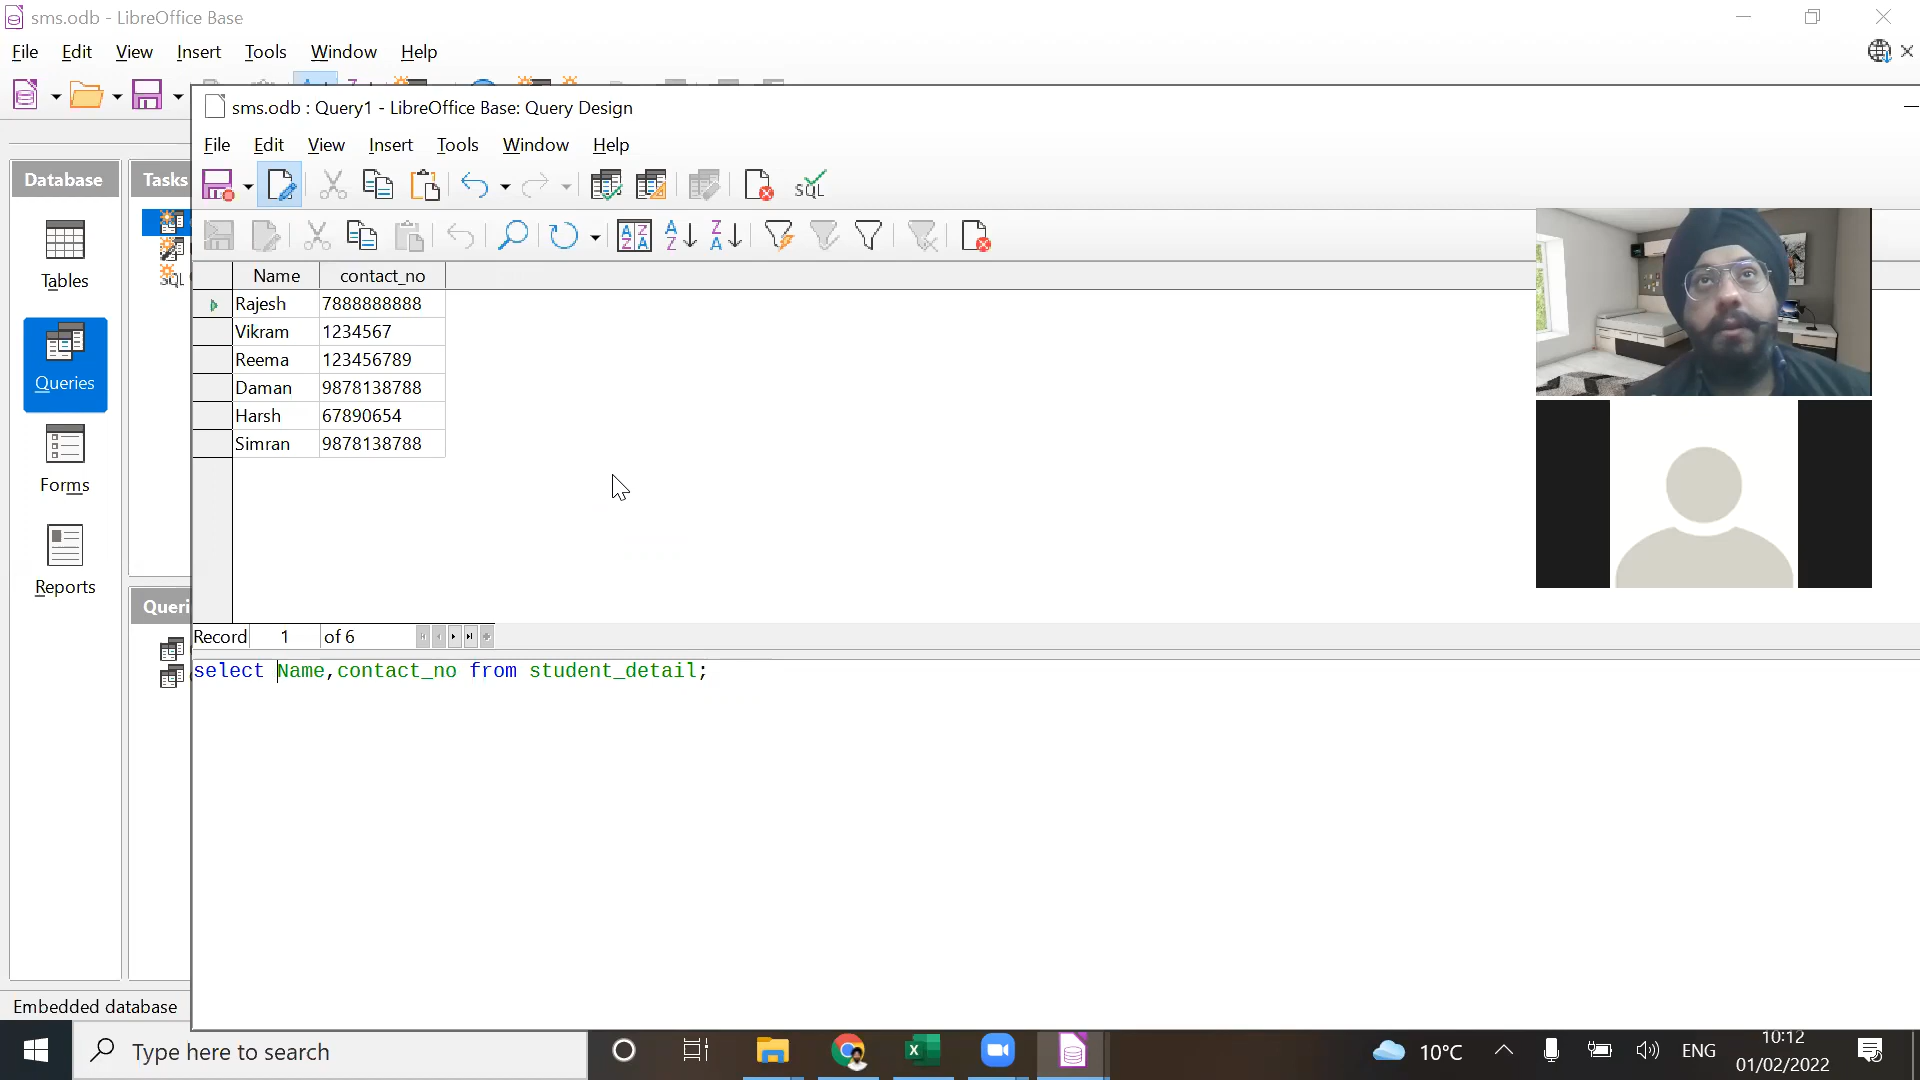 sms.odb - LibreOffice Base
File Edit View Insert Tools Window Help
sms.odb : Query1 - LibreOffice Base: Query Design
File Edit View Insert Tools Window Help
SQL
Database
Tasks
Tables
Queries
Forms
Reports
SQL
Queri
Name contact_no
Rajesh 7888888888
Vikram 1234567
Reema 123456789
Daman 9878138788
Harsh 67890654
Simran 9878138788
Record 1 of 6
select Name,contact_no from student_detail;
Embedded database
Type here to search
10°C
ENG
10:12
01/02/2022